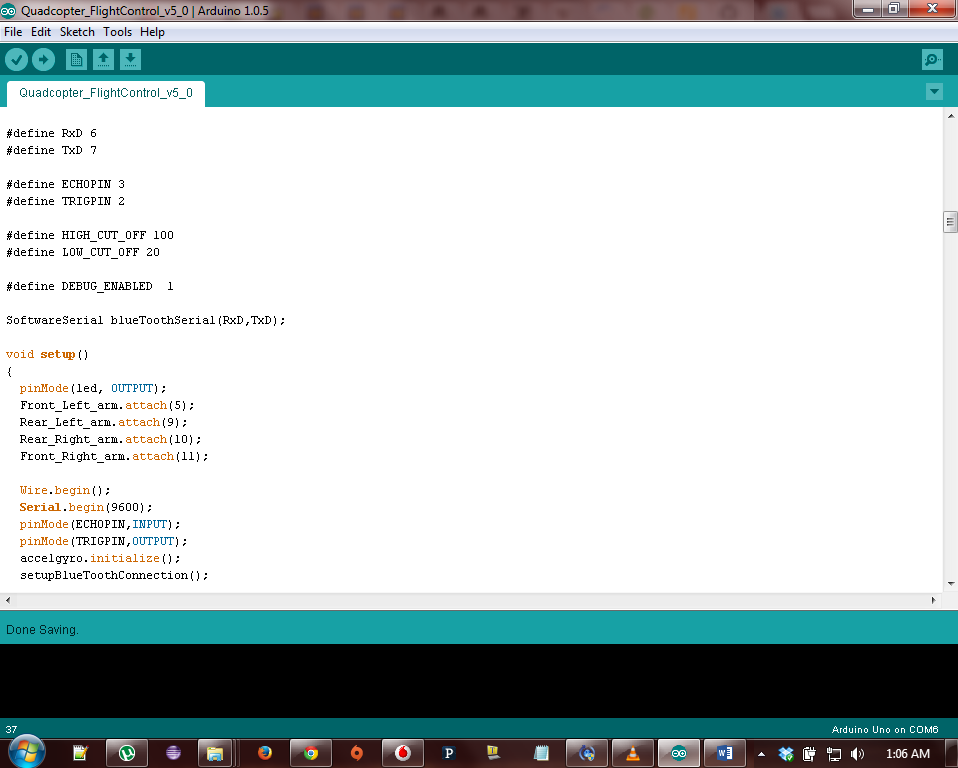 Quadcopter_FlightControl_v5_0 | Arduino 1.0.5
File Edit Sketch Tools Help
Quadcopter_FlightControl_v5_0
#define RxD 6
#define TxD 7
#define ECHOPIN 3
#define TRIGPIN 2
#define HIGH_CUT_OFF 100
#define LOW_CUT_OFF 20
#define DEBUG_ENABLED  1
SoftwareSerial blueToothSerial(RxD,TxD);
void setup()
{
  pinMode(led, OUTPUT);
  Front_Left_arm.attach(5);
  Rear_Left_arm.attach(9);
  Rear_Right_arm.attach(10);
  Front_Right_arm.attach(11);
  Wire.begin();
  Serial.begin(9600);
  pinMode(ECHOPIN,INPUT);
  pinMode(TRIGPIN,OUTPUT);
  accelgyro.initialize();
  setupBlueToothConnection();
Done Saving.
37
Arduino Uno on COM6
P
W
1:06 AM